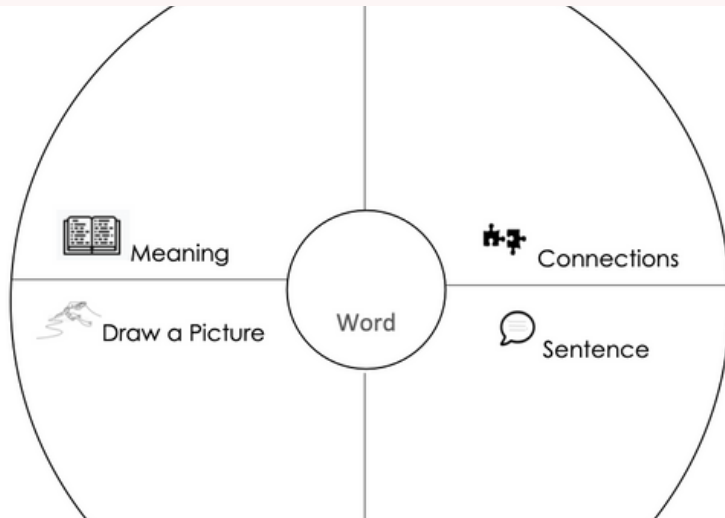 Meaning
Connections
Word
Draw a Picture
Sentence